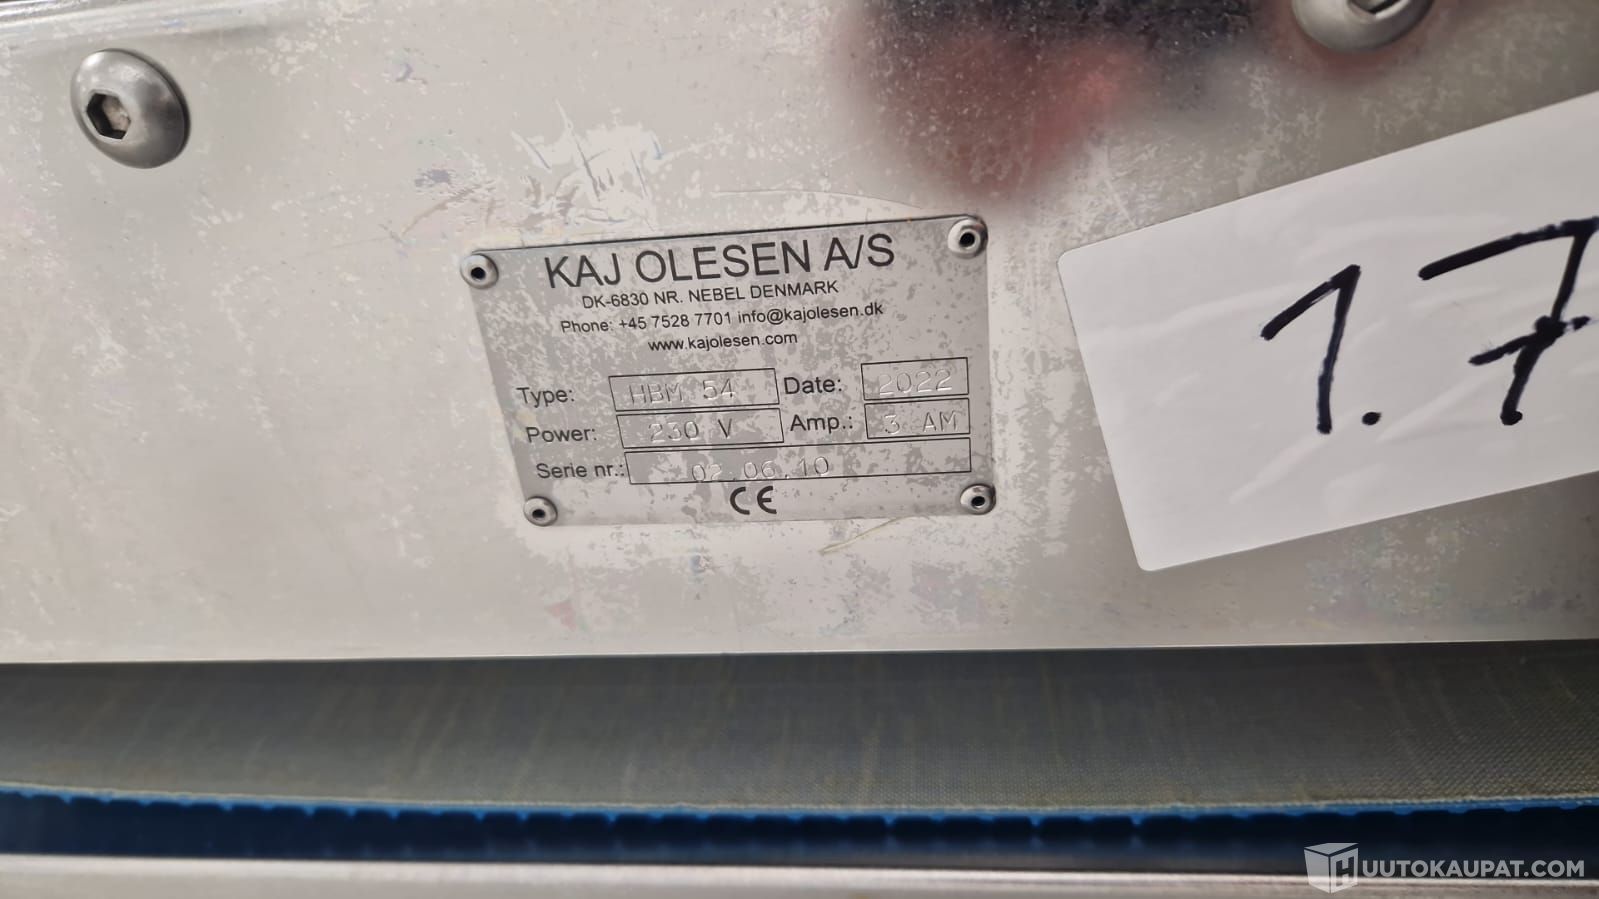 KAJ OLESEN A/S
DK-6830 NR. NEBEL DENMARK
Phone: +45 7528 7701 info@kajolesen.dk
www.kajolesen.com
Type: HBM 54 Date: 2022
Power: 230 V Amp.: 3 AM
Serie nr.: 02.06.10
CE
1.7
HUUTOKAUPAT.COM